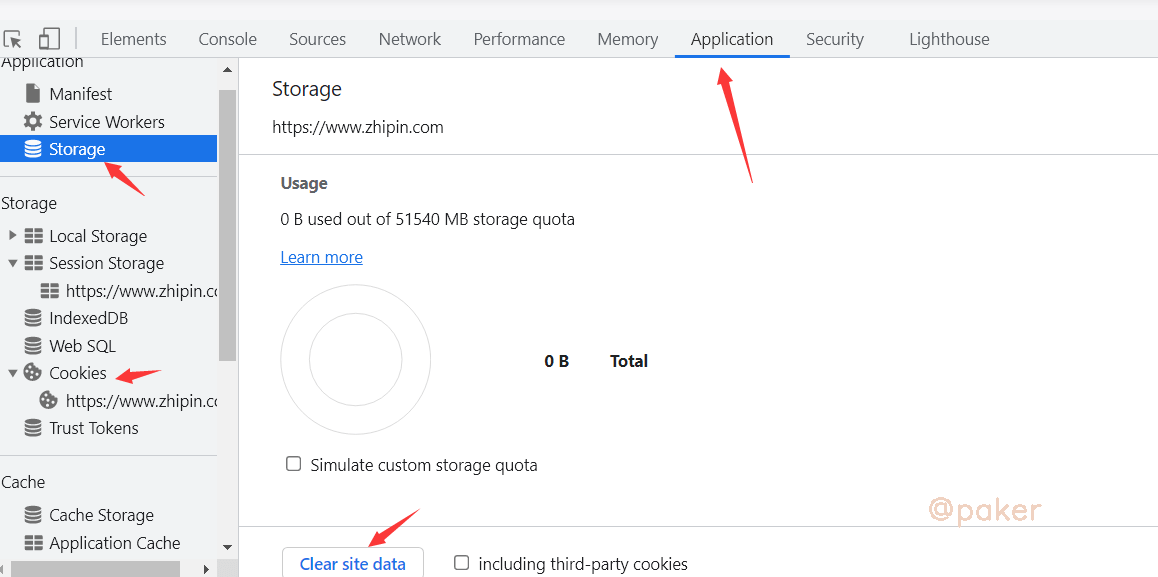 Elements Console Sources Network Performance Memory Application Security Lighthouse
Application
Manifest
Service Workers
Storage
Storage
Local Storage
Session Storage
https://www.zhipin.co
IndexedDB
Web SQL
Cookies
https://www.zhipin.co
Trust Tokens
Cache
Cache Storage
Application Cache
Storage
https://www.zhipin.com
Usage
0 B used out of 51540 MB storage quota
Learn more
0 B Total
Simulate custom storage quota
@paker
Clear site data including third-party cookies